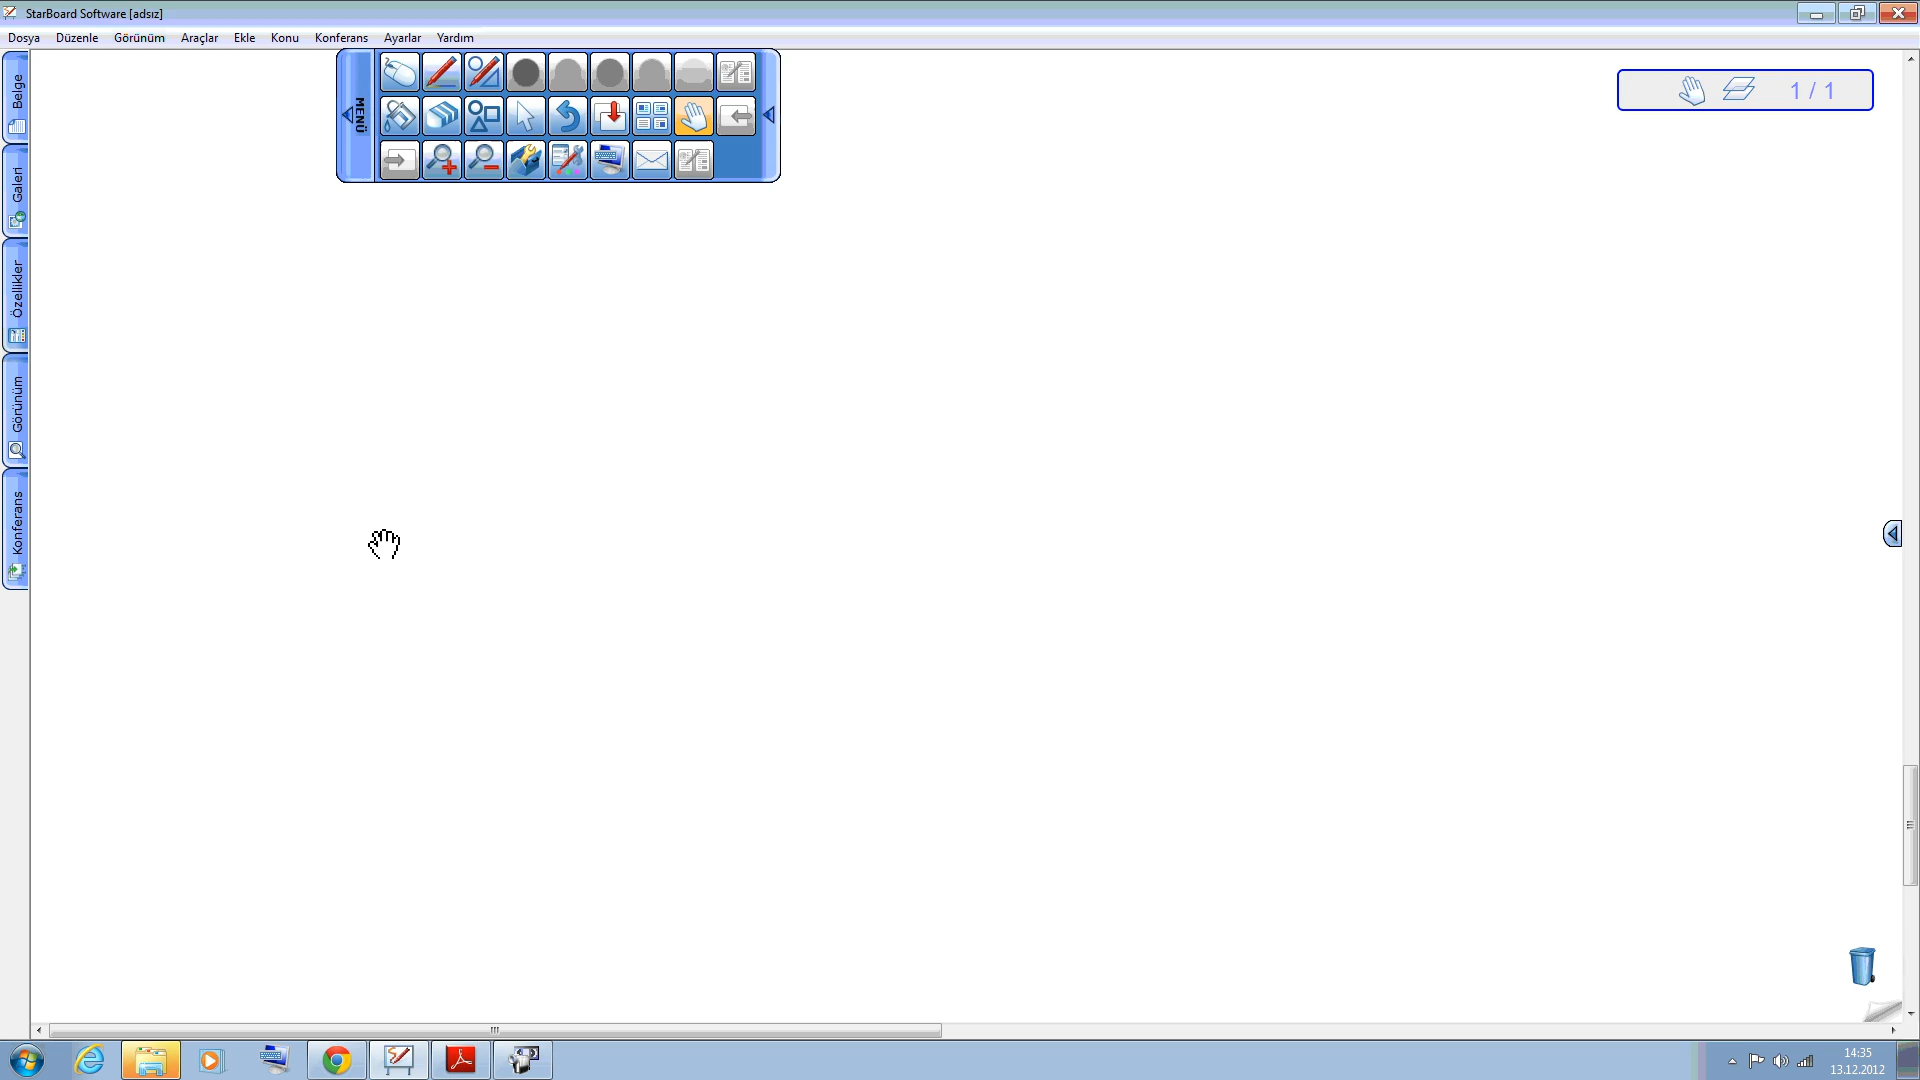 StarBoard Software [adsız]
Dosya Düzenle Görünüm Araçlar Ekle Konu Konferans Ayarlar Yardım
MENÜ
1 / 1
Belge
Galeri
Özellikler
Görünüm
Konferans
14:35
13.12.2012